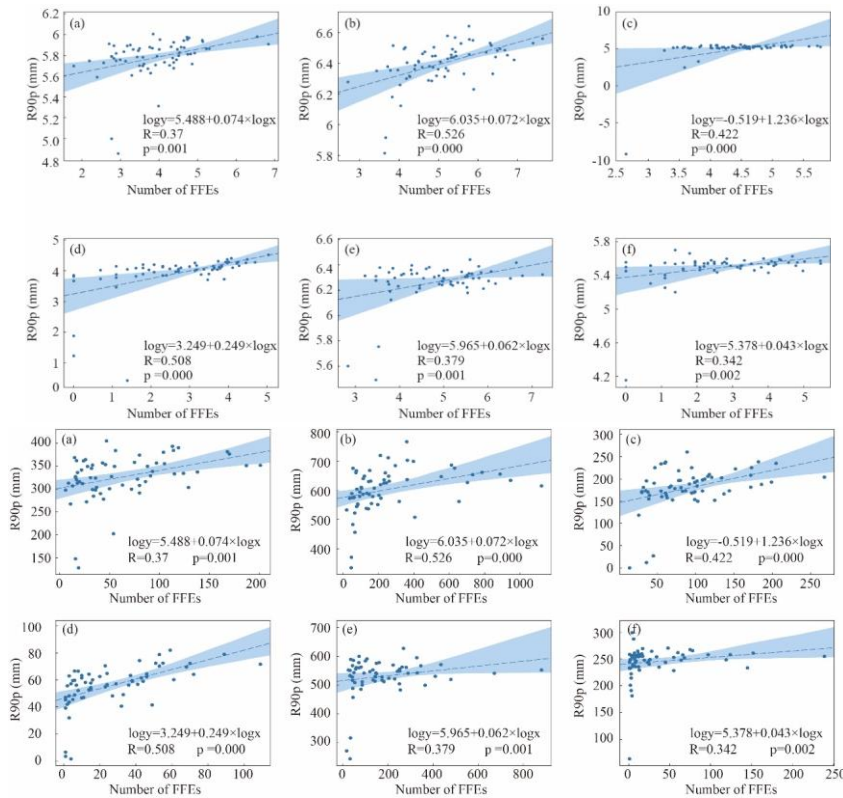 (a) (b) (c)
R90p (mm) R90p (mm) R90p (mm)
6.2 6.0 5.8 5.6 5.4 5.2 5.0 4.8
6.6 6.4 6.2 6.0 5.8
10 5 0 -5 -10
logy=5.488+0.074×logx
R=0.37
p=0.001
logy=6.035+0.072×logx
R=0.526
p=0.000
logy=-0.519+1.236×logx
R=0.422
p=0.000
2 3 4 5 6 7
3 4 5 6 7
2.5 3 3.5 4 4.5 5 5.5
Number of FFEs Number of FFEs Number of FFEs
(d) (e) (f)
R90p (mm) R90p (mm) R90p (mm)
5 4 3 2 1 0
6.6 6.4 6.2 6.0 5.8 5.6
5.8 5.4 5.0 4.6 4.2
logy=3.249+0.249×logx
R=0.508
p =0.000
logy=5.965+0.062×logx
R=0.379
p =0.001
logy=5.378+0.043×logx
R=0.342
p =0.002
0 1 2 3 4 5
3 4 5 6 7
0 1 2 3 4 5
Number of FFEs Number of FFEs Number of FFEs
(a) (b) (c)
R90p (mm) R90p (mm) R90p (mm)
400 350 300 250 200 150
800 700 600 500 400
300 250 200 150 100 50 0
logy=5.488+0.074×logx
R=0.37 p=0.001
logy=6.035+0.072×logx
R=0.526 p=0.000
logy=-0.519+1.236×logx
R=0.422 p=0.000
0 50 100 150 200
0 200 400 600 800 1000
50 100 150 200 250
Number of FFEs Number of FFEs Number of FFEs
(d) (e) (f)
R90p (mm) R90p (mm) R90p (mm)
100 80 60 40 20 0
700 600 500 400 300
300 250 200 150 100
logy=3.249+0.249×logx
R=0.508 p =0.000
logy=5.965+0.062×logx
R=0.379 p =0.001
logy=5.378+0.043×logx
R=0.342 p =0.002
0 20 40 60 80 100
0 200 400 600 800
0 50 100 150 200 250
Number of FFEs Number of FFEs Number of FFEs